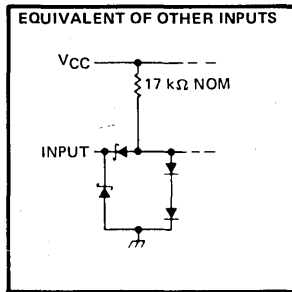 EQUIVALENT OF OTHER INPUTS
VCC
17 kΩ NOM
INPUT